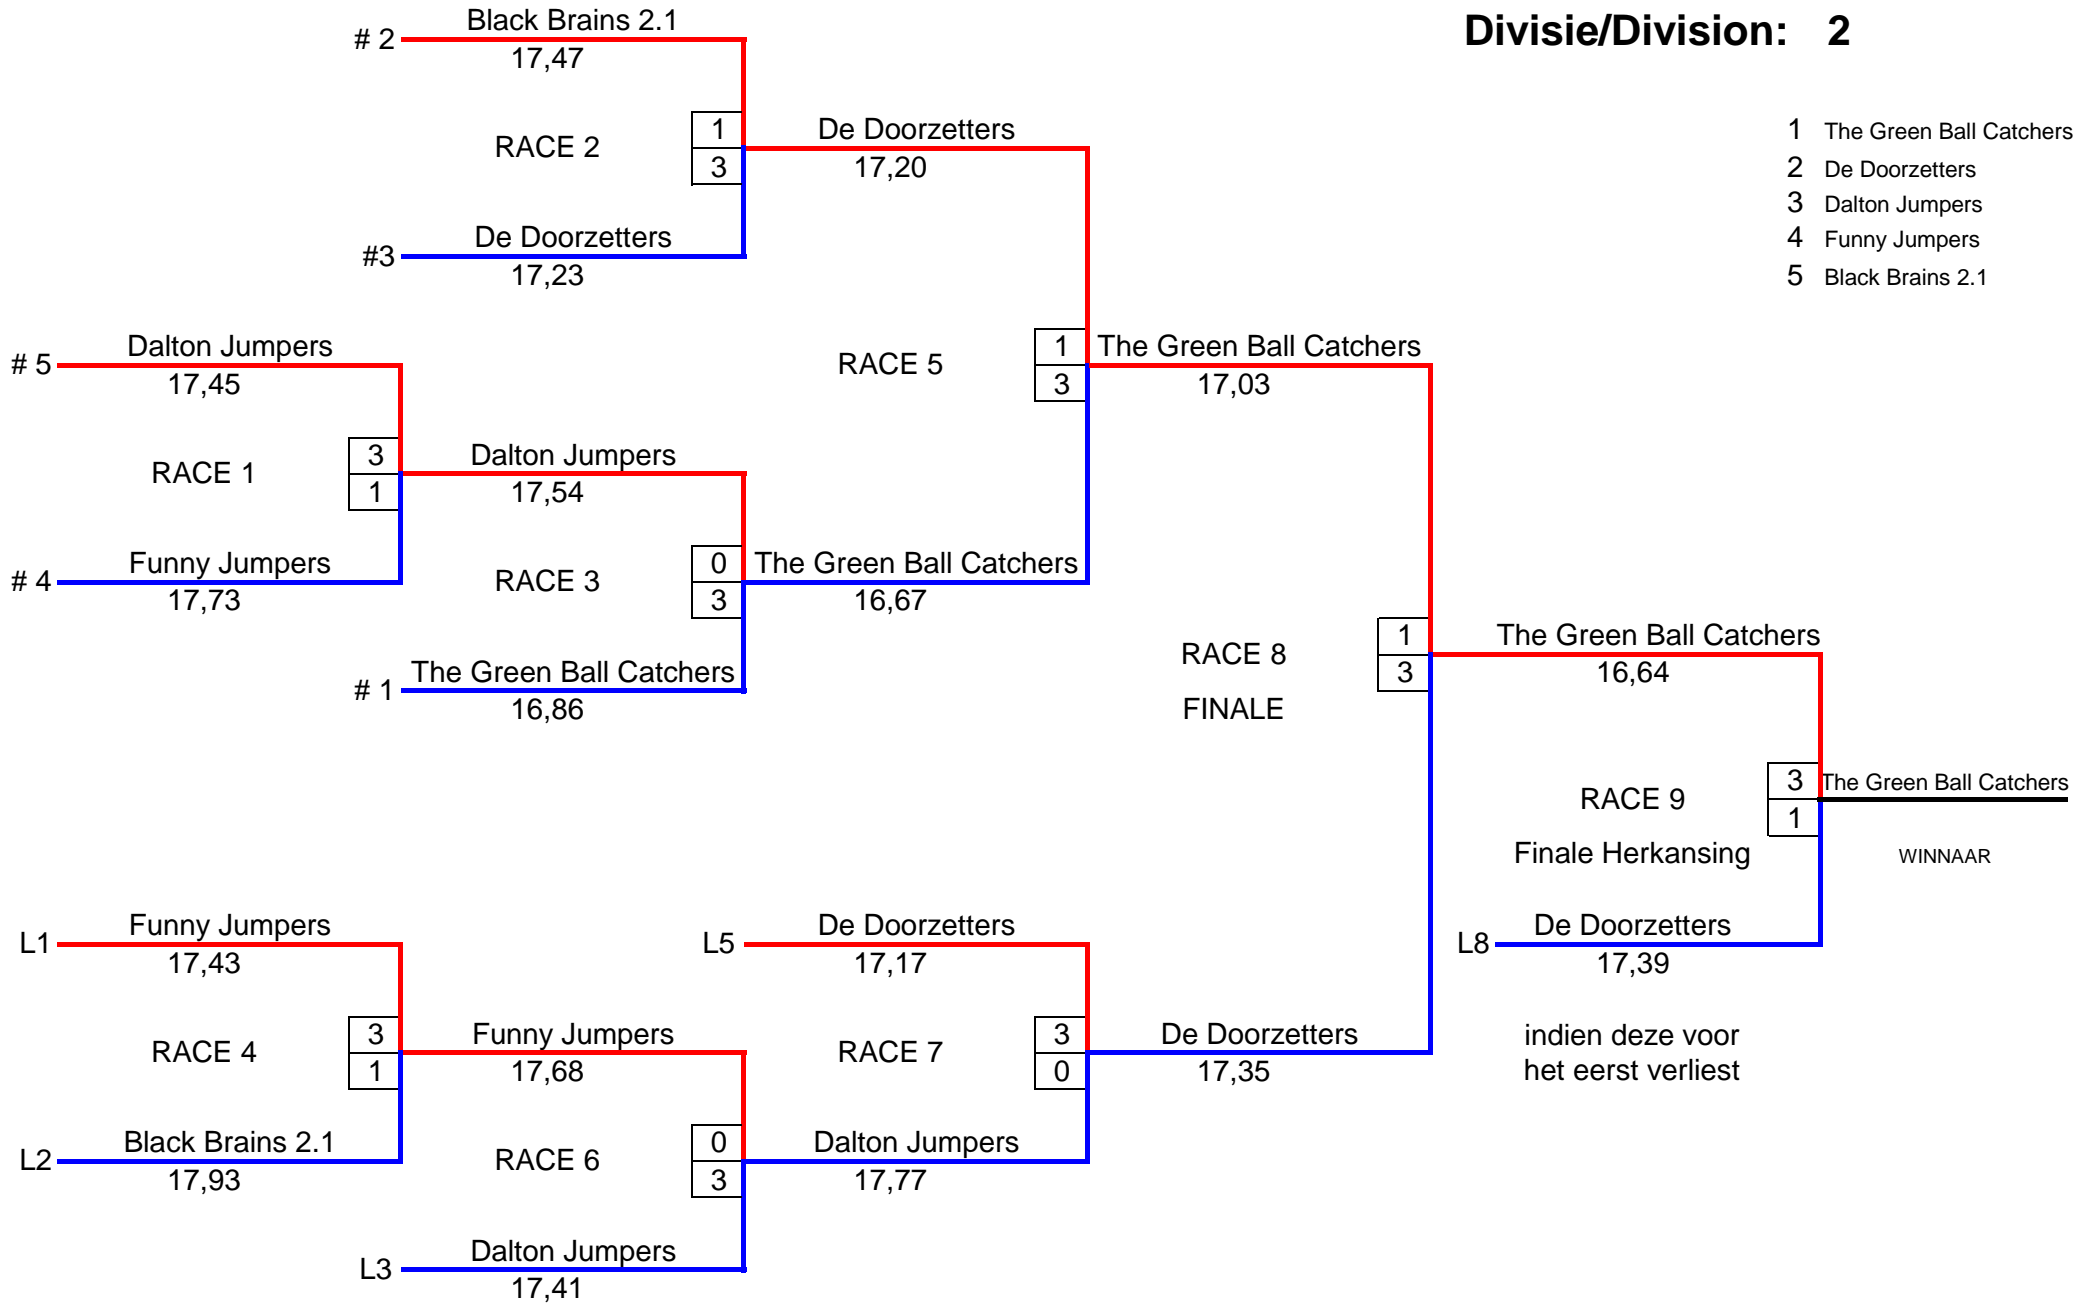 Divisie/Division: 2
1 The Green Ball Catchers
2 De Doorzetters
3 Dalton Jumpers
4 Funny Jumpers
5 Black Brains 2.1
# 2 Black Brains 2.1
17,47
RACE 2
1
3
#3 De Doorzetters
17,23
De Doorzetters
17,20
# 5 Dalton Jumpers
17,45
RACE 1
3
1
# 4 Funny Jumpers
17,73
Dalton Jumpers
17,54
RACE 3
0
3
# 1 The Green Ball Catchers
16,86
The Green Ball Catchers
16,67
RACE 5
1
3
The Green Ball Catchers
17,03
RACE 8
FINALE
1
3
The Green Ball Catchers
16,64
RACE 9
Finale Herkansing
3
1
The Green Ball Catchers
WINNAAR
L8 De Doorzetters
17,39
indien deze voor
het eerst verliest
L1 Funny Jumpers
17,43
RACE 4
3
1
L2 Black Brains 2.1
17,93
Funny Jumpers
17,68
RACE 6
0
3
L3 Dalton Jumpers
17,41
L5 De Doorzetters
17,17
RACE 7
3
0
Dalton Jumpers
17,77
De Doorzetters
17,35